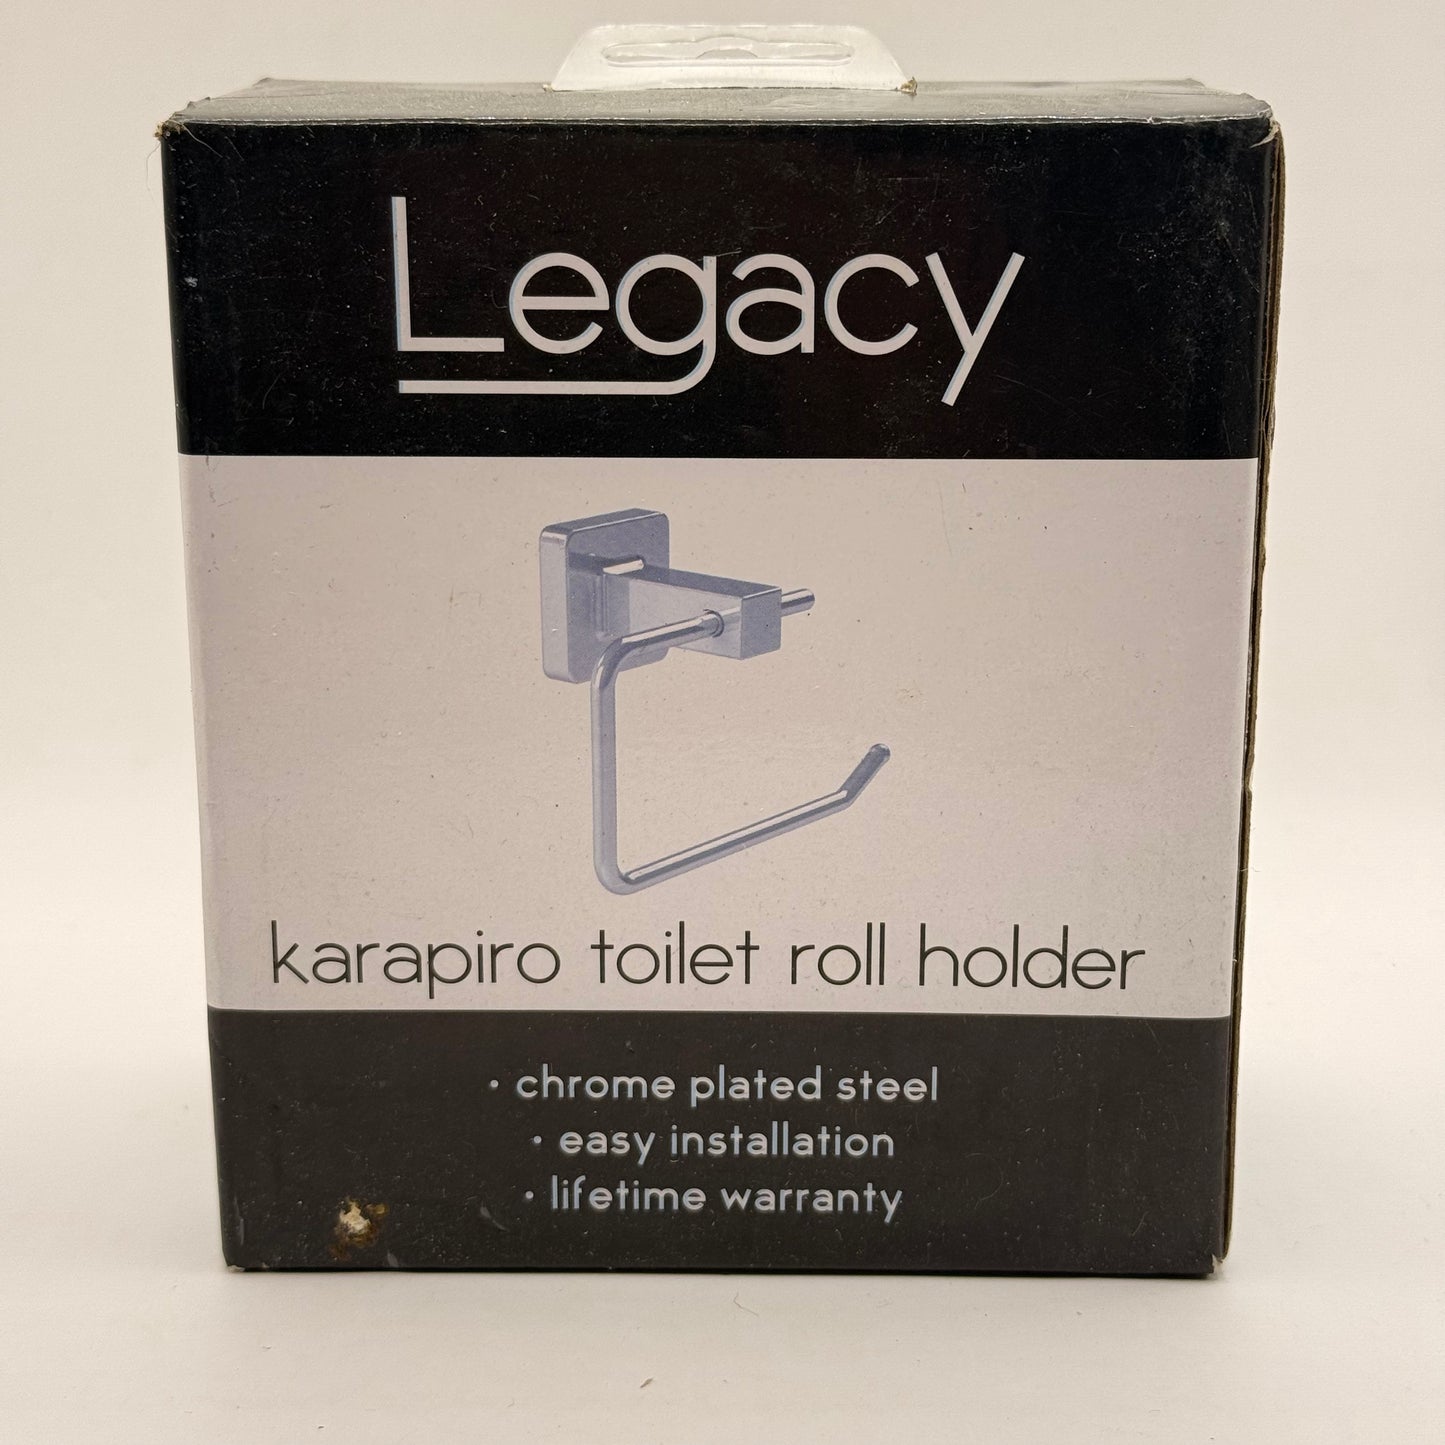 Legacy
karapiro toilet roll holder
• chrome plated steel
• easy installation
• lifetime warranty